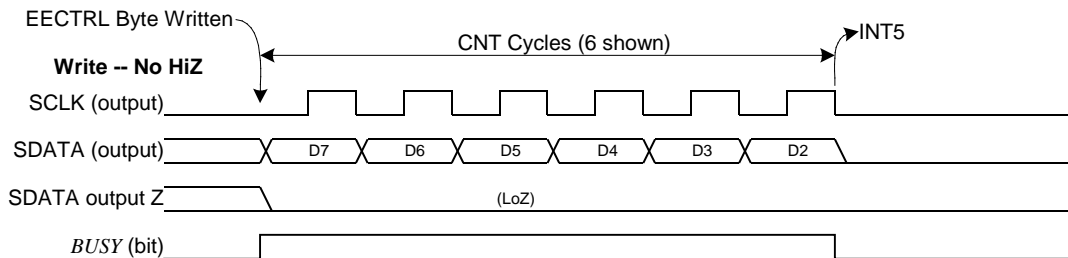 EECTRL Byte Written
CNT Cycles (6 shown)
INT5
Write -- No HiZ
SCLK (output)
SDATA (output)
D7 D6 D5 D4 D3 D2
SDATA output Z
(LoZ)
BUSY (bit)